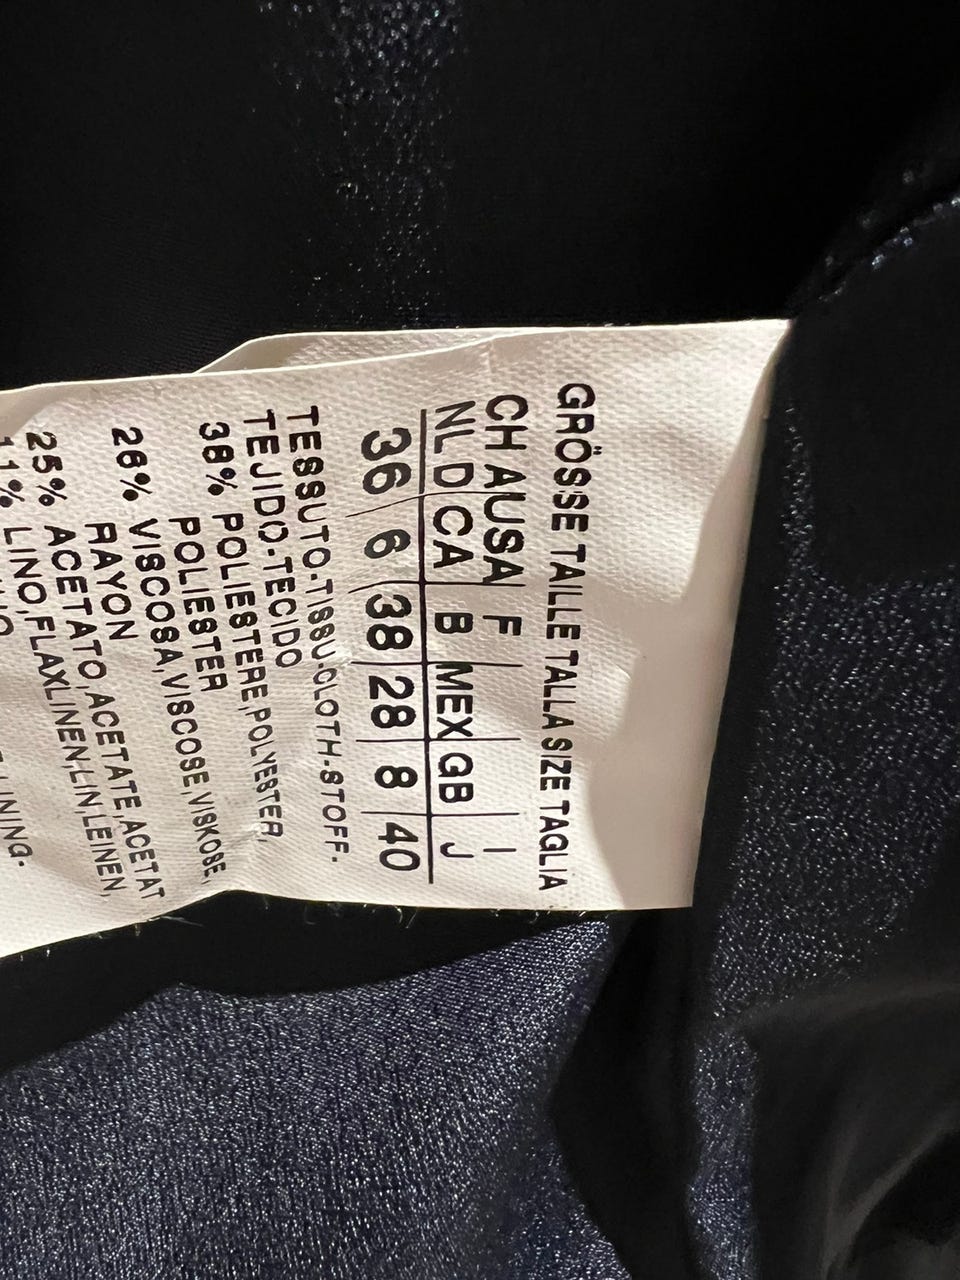 GRÖSSE TAILLE TALLA SIZE TAGLIA
CH A USA F I
NL D CA B MEX GB J
36 6 38 28 8 40
TESSUTO-TISSU-CLOTH-STOFF-
TEJIDO-TECIDO
38% POLIESTERE,POLYESTER,
POLIESTER
26% VISCOSA,VISCOSE VISKOSE,
RAYON
25% ACETATO,ACETATE,ACETAT
11% LINO,FLAXLINEN,LIN,LEINEN,